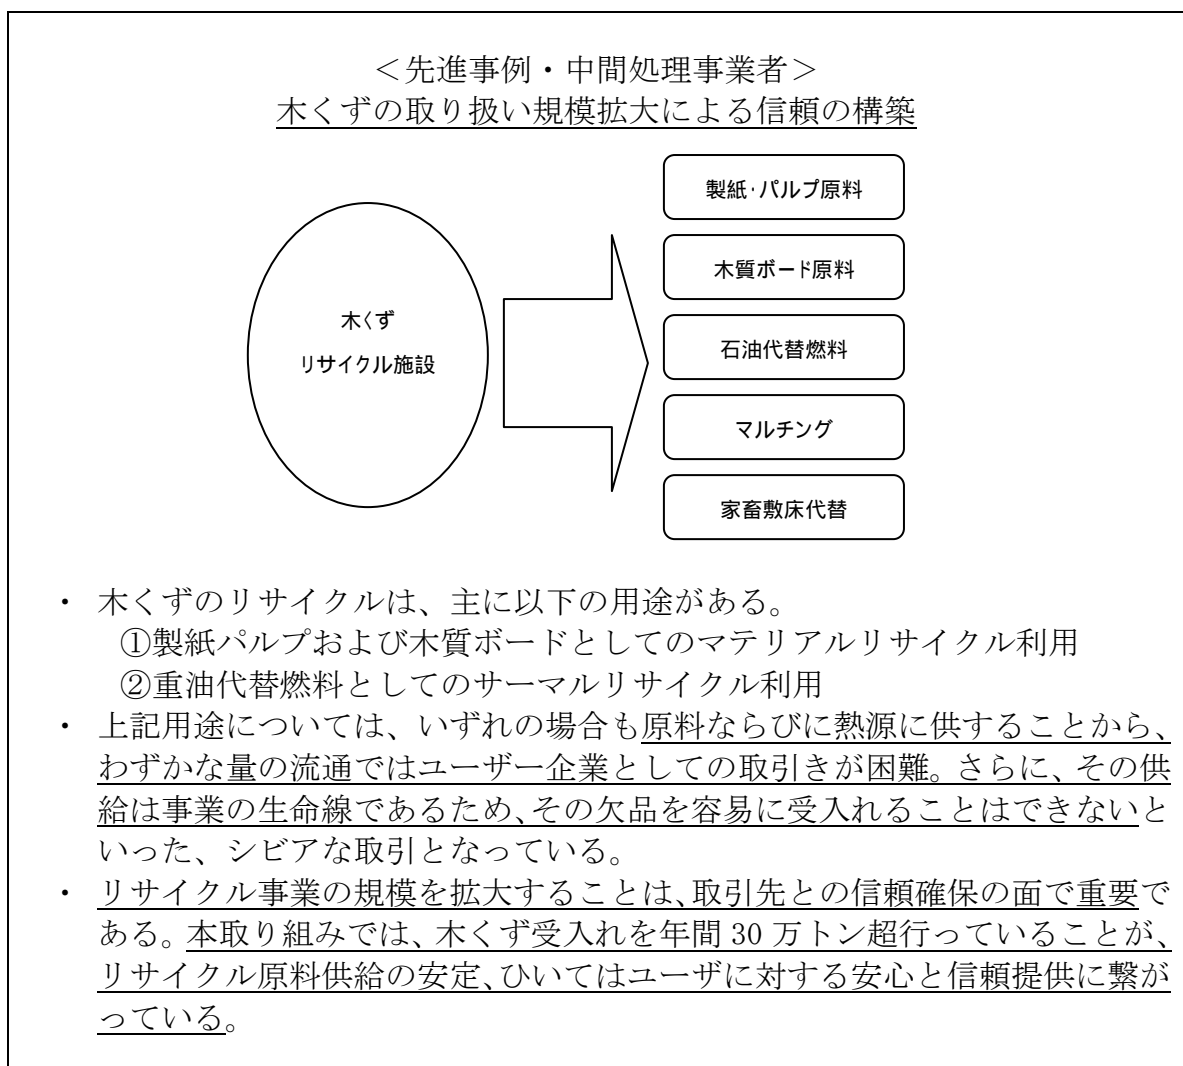 ＜先進事例・中間処理事業者＞
木くずの取り扱い規模拡大による信頼の構築
木くず
リサイクル施設
製紙・パルプ原料
木質ボード原料
石油代替燃料
マルチング
家畜敷床代替
・ 木くずのリサイクルは、主に以下の用途がある。
①製紙パルプおよび木質ボードとしてのマテリアルリサイクル利用
②重油代替燃料としてのサーマルリサイクル利用
・ 上記用途については、いずれの場合も原料ならびに熱源に供することから、
わずかな量の流通ではユーザー企業としての取引きが困難。さらに、その供
給は事業の生命線であるため、その欠品を容易に受入れることはできないと
いった、シビアな取引となっている。
・ リサイクル事業の規模を拡大することは、取引先との信頼確保の面で重要で
ある。本取り組みでは、木くず受入れを年間 30 万トン超行っていることが、
リサイクル原料供給の安定、ひいてはユーザに対する安心と信頼提供に繋が
っている。